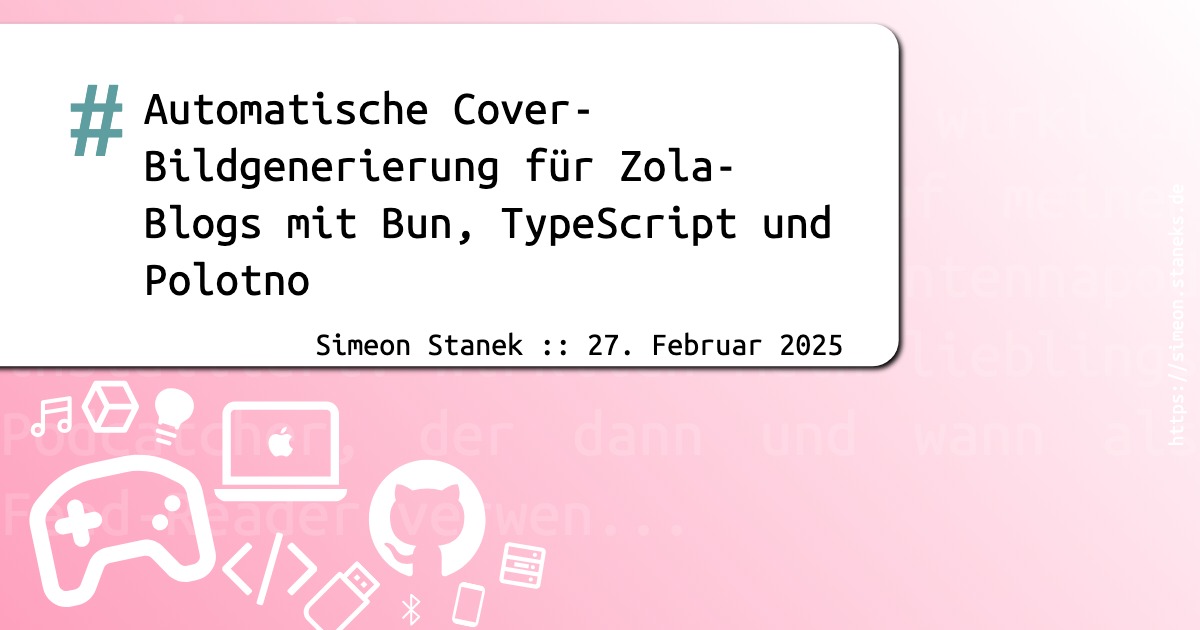 # Automatische Cover-
Bildgenerierung für Zola-
Blogs mit Bun, TypeScript und
Polotno
Simeon Stanek :: 27. Februar 2025
https://simeon.staneks.de
liebling
Podcatcher, der dann und wann al
Feed-Reader verwen...